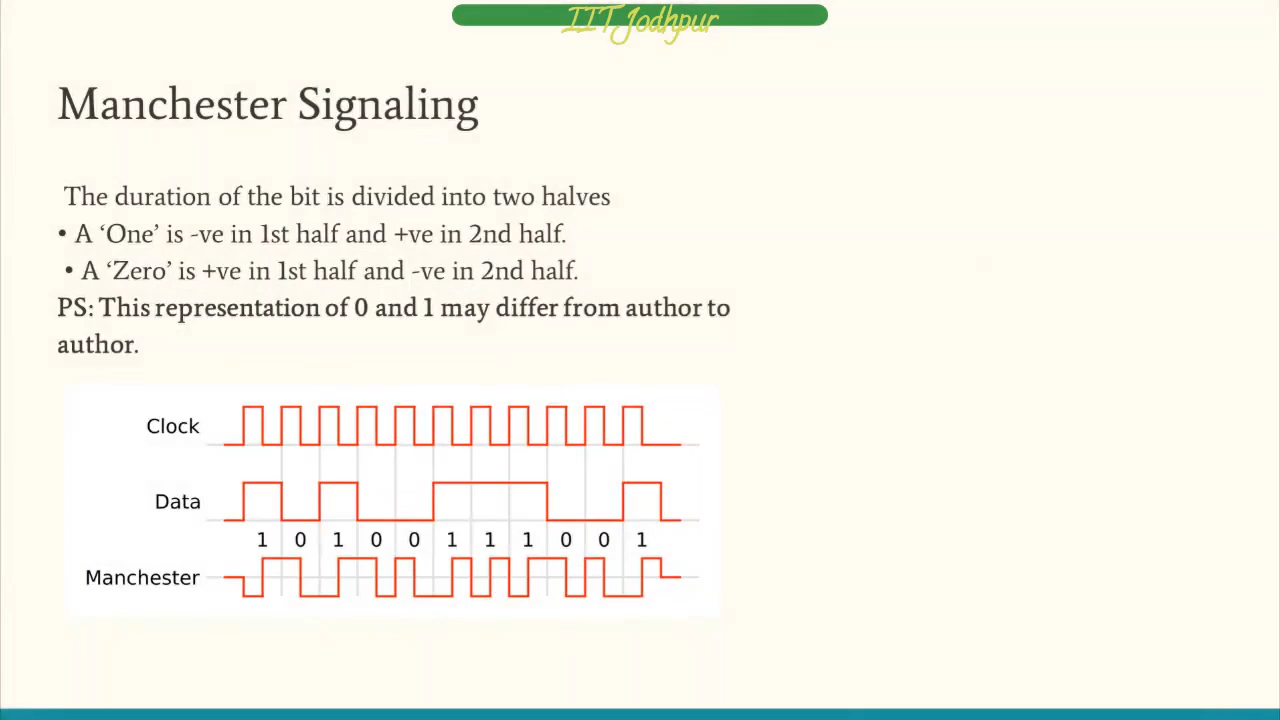 IIT Jodhpur
Manchester Signaling
The duration of the bit is divided into two halves
• A ‘One’ is -ve in 1st half and +ve in 2nd half.
• A ‘Zero’ is +ve in 1st half and -ve in 2nd half.
PS: This representation of 0 and 1 may differ from author to
author.
Clock
Data
1 0 1 0 0 1 1 1 0 0 1
Manchester